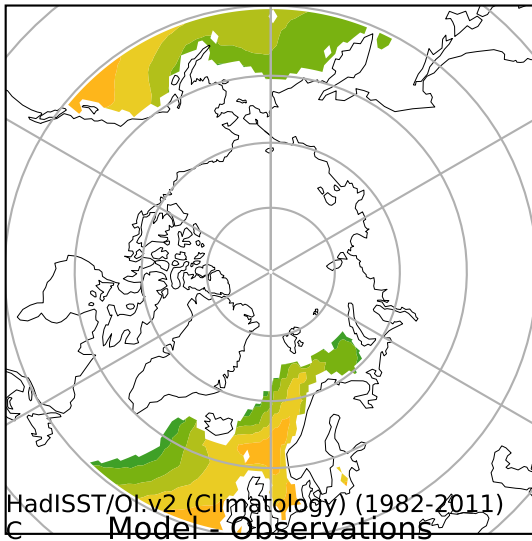 HadISST/OI.v2 (Climatology) (1982-2011)
C Model - Observations